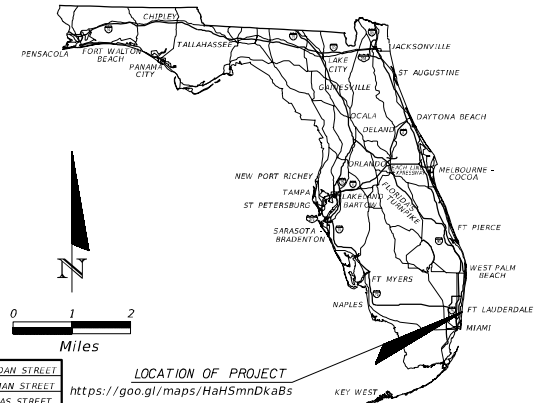 CHIPLEY
PENSACOLA
FORT WALTON
BEACH
PANAMA
CITY
TALLAHASSEE
LAKE
CITY
JACKSONVILLE
ST AUGUSTINE
GAINESVILLE
OCALA
DELAND
DAYTONA BEACH
ORLANDO
MELBOURNE -
COCOA
NEW PORT RICHEY
TAMPA
ST PETERSBURG
LAKELAND
BARTOW
FLORIDA'S
TURNPIKE
SARASOTA -
BRADENTON
FT PIERCE
WEST PALM
BEACH
FT MYERS
NAPLES
FT LAUDERDALE
MIAMI
KEY WEST
N
0 1 2
Miles
LOCATION OF PROJECT
https://goo.gl/maps/HaHSmnDkaBs
STREET
STREET
STREET